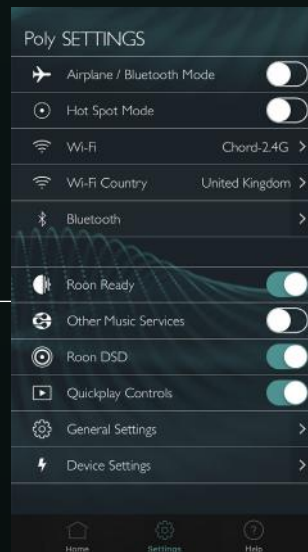 Poly SETTINGS
Airplane / Bluetooth Mode
Hot Spot Mode
Wi-Fi Chord-2.4G >
Wi-Fi Country United Kingdom >
Bluetooth >
Roon Ready
Other Music Services
Roon DSD
Quickplay Controls
General Settings >
Device Settings >
Home Settings Help